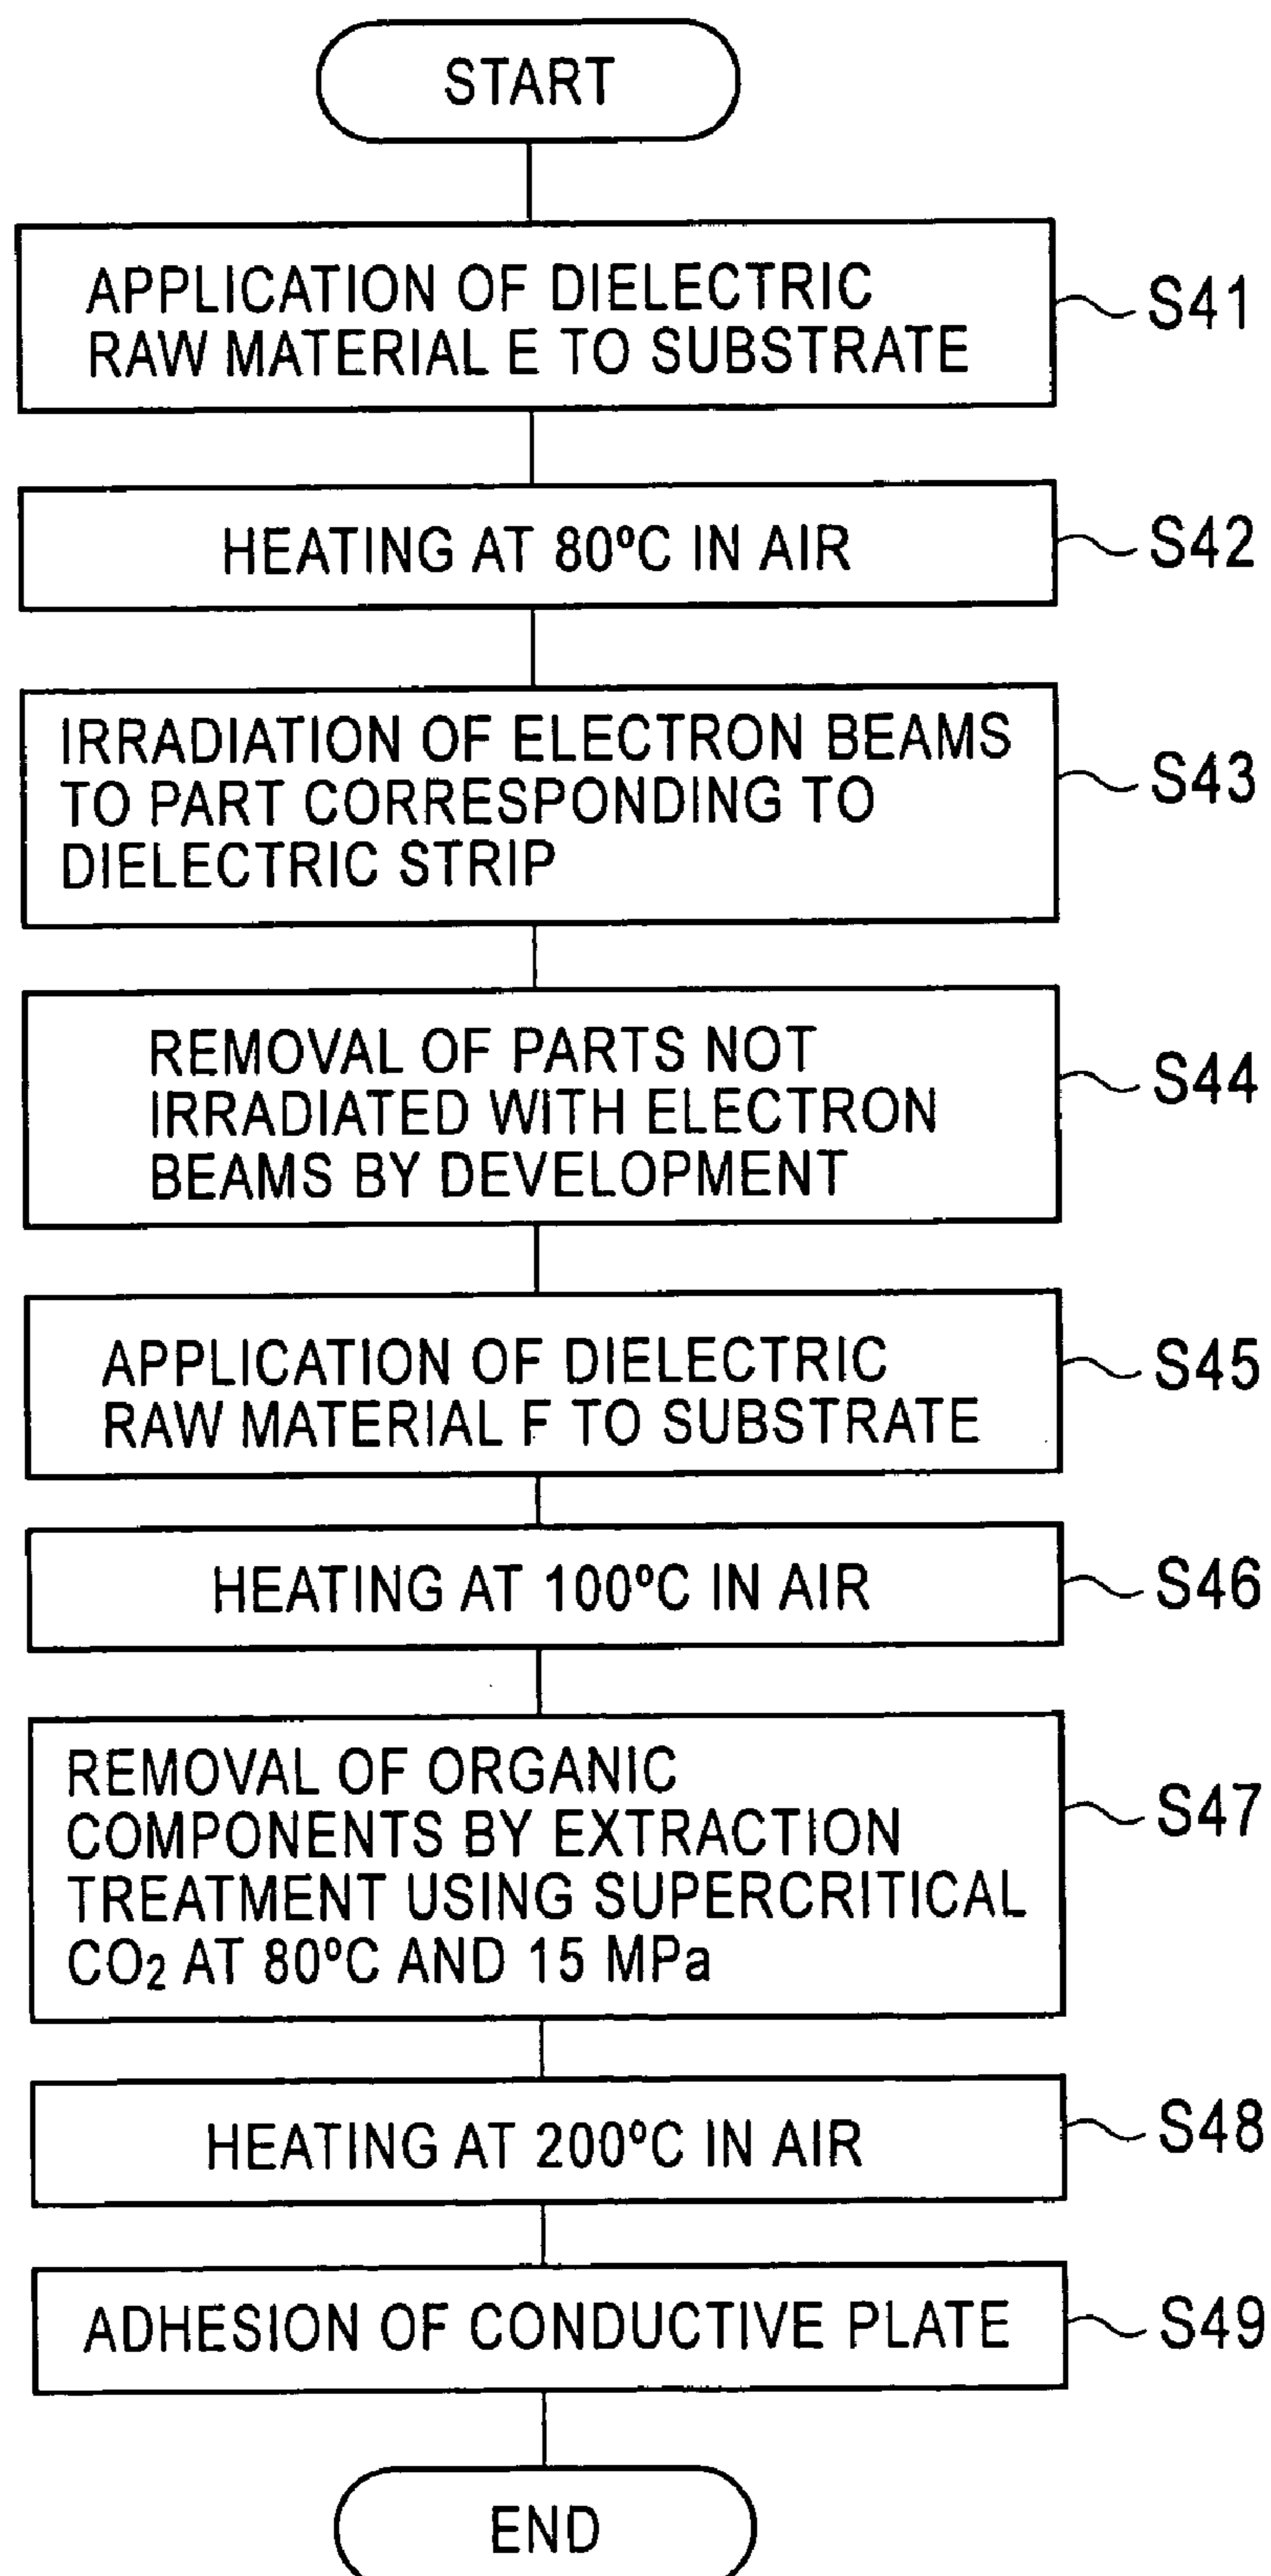 START
APPLICATION OF DIELECTRIC
RAW MATERIAL E TO SUBSTRATE
S41
HEATING AT 80ºC IN AIR
S42
IRRADIATION OF ELECTRON BEAMS
TO PART CORRESPONDING TO
DIELECTRIC STRIP
S43
REMOVAL OF PARTS NOT
IRRADIATED WITH ELECTRON
BEAMS BY DEVELOPMENT
S44
APPLICATION OF DIELECTRIC
RAW MATERIAL F TO SUBSTRATE
S45
HEATING AT 100ºC IN AIR
S46
REMOVAL OF ORGANIC
COMPONENTS BY EXTRACTION
TREATMENT USING SUPERCRITICAL
CO₂ AT 80ºC AND 15 MPa
S47
HEATING AT 200ºC IN AIR
S48
ADHESION OF CONDUCTIVE PLATE
S49
END